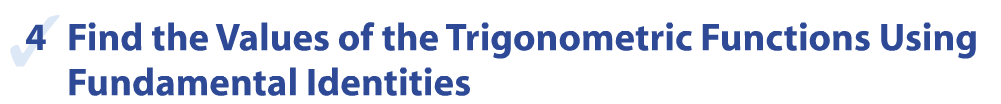 4 Find the Values of the Trigonometric Functions Using
Fundamental Identities